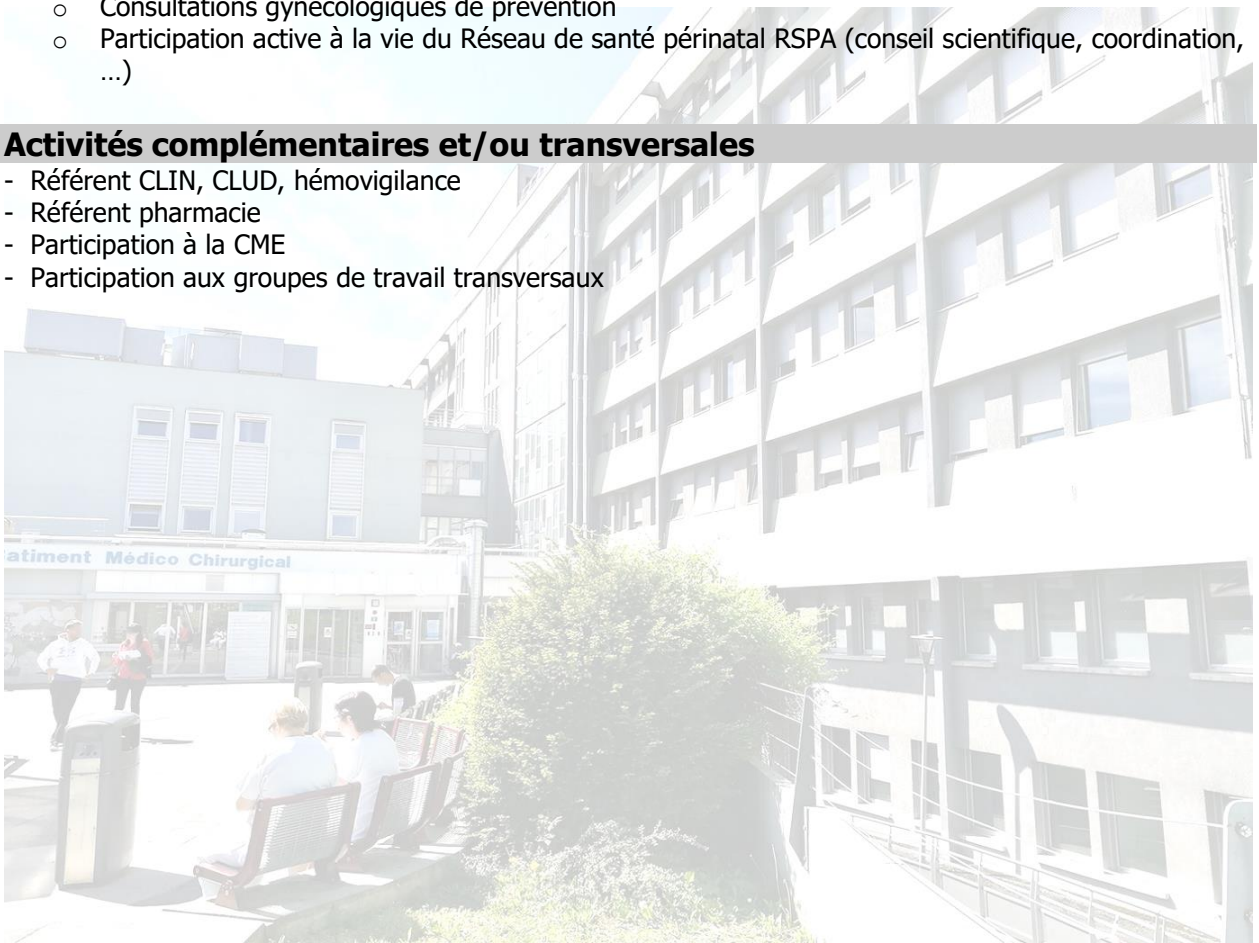 o Consultations gynécologiques de prévention
o Participation active à la vie du Réseau de santé périnatal RSPA (conseil scientifique, coordination,
…)
Activités complémentaires et/ou transversales
- Référent CLIN, CLUD, hémovigilance
- Référent pharmacie
- Participation à la CME
- Participation aux groupes de travail transversaux
atiment Médico Chirurgical